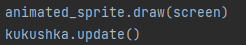 animated_sprite.draw(screen)
kukushka.update()